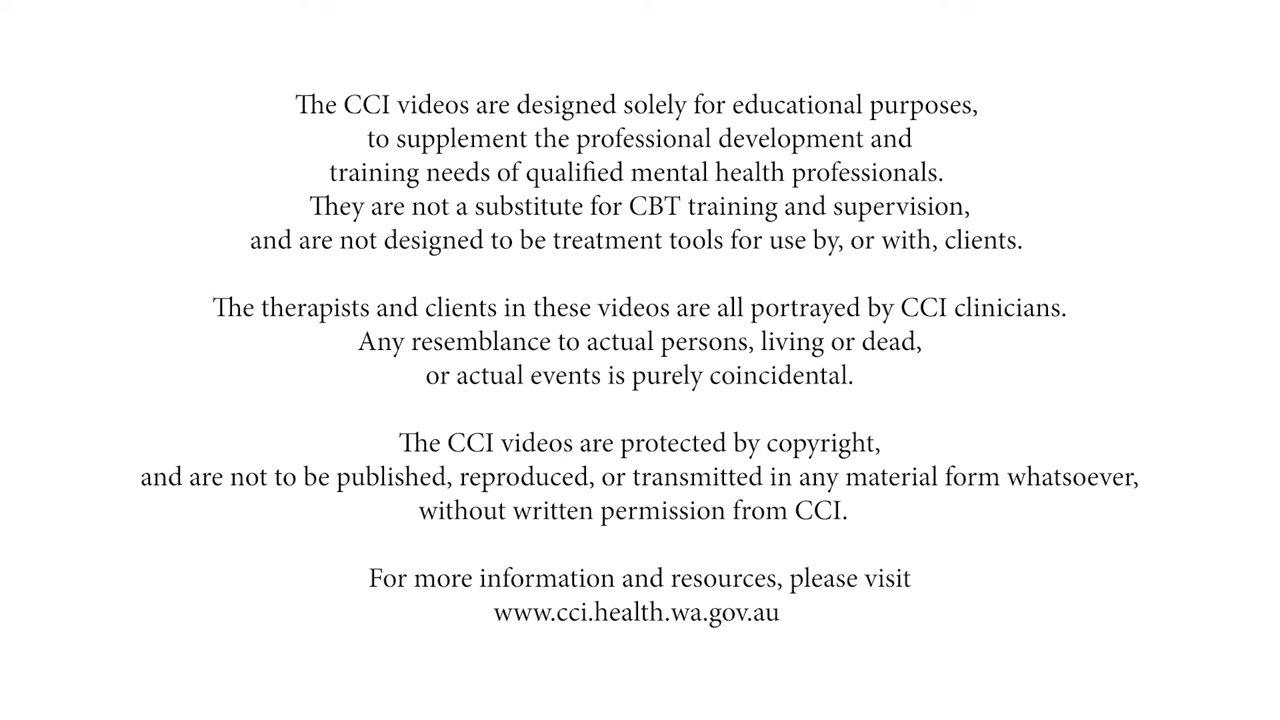 The CCI videos are designed solely for educational purposes,
to supplement the professional development and
training needs of qualified mental health professionals.
They are not a substitute for CBT training and supervision,
and are not designed to be treatment tools for use by, or with, clients.
The therapists and clients in these videos are all portrayed by CCI clinicians.
Any resemblance to actual persons, living or dead,
or actual events is purely coincidental.
The CCI videos are protected by copyright,
and are not to be published, reproduced, or transmitted in any material form whatsoever,
without written permission from CCI.
For more information and resources, please visit
www.cci.health.wa.gov.au